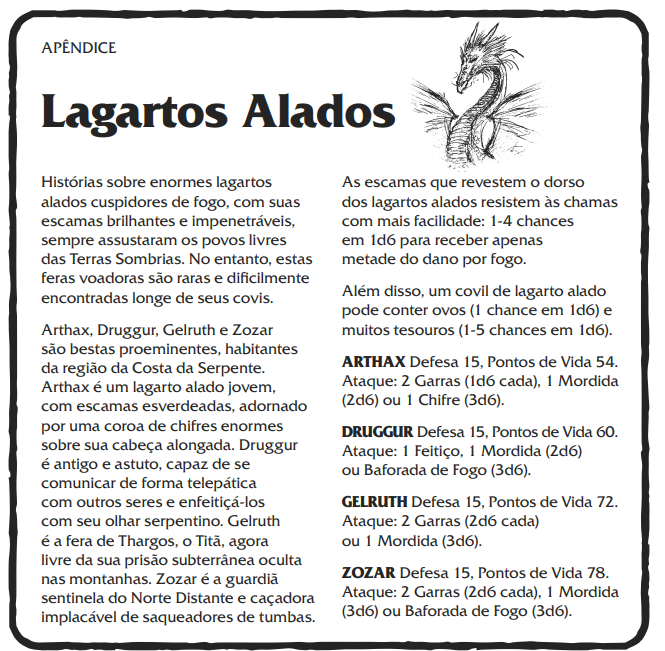 APÊNDICE
Lagartos Alados
Histórias sobre enormes lagartos
alados cuspidores de fogo, com suas
escamas brilhantes e impenetráveis,
sempre assustaram os povos livres
das Terras Sombrias. No entanto, estas
feras voadoras são raras e dificilmente
encontradas longe de seus covis.
Arthax, Druggur, Gelruth e Zozar
são bestas proeminentes, habitantes
da região da Costa da Serpente.
Arthax é um lagarto alado jovem,
com escamas esverdeadas, adornado
por uma coroa de chifres enormes
sobre sua cabeça alongada. Druggur
é antigo e astuto, capaz de se
comunicar de forma telepática
com outros seres e enfeitiçá-los
com seu olhar serpentino. Gelruth
é a fera de Thargos, o Titã, agora
livre da sua prisão subterrânea oculta
nas montanhas. Zozar é a guardiã
sentinela do Norte Distante e caçadora
implacável de saqueadores de tumbas.
As escamas que revestem o dorso
dos lagartos alados resistem às chamas
com mais facilidade: 1-4 chances
em 1d6 para receber apenas
metade do dano por fogo.
Além disso, um covil de lagarto alado
pode conter ovos (1 chance em 1d6) e
muitos tesouros (1-5 chances em 1d6).
ARTHAX Defesa 15, Pontos de Vida 54.
Ataque: 2 Garras (1d6 cada), 1 Mordida
(2d6) ou 1 Chifre (3d6).
DRUGGUR Defesa 15, Pontos de Vida 60.
Ataque: 1 Feitiço, 1 Mordida (2d6)
ou Baforada de Fogo (3d6).
GELRUTH Defesa 15, Pontos de Vida 72.
Ataque: 2 Garras (2d6 cada)
ou 1 Mordida (3d6).
ZOZAR Defesa 15, Pontos de Vida 78.
Ataque: 2 Garras (2d6 cada), 1 Mordida
(3d6) ou Baforada de Fogo (3d6).